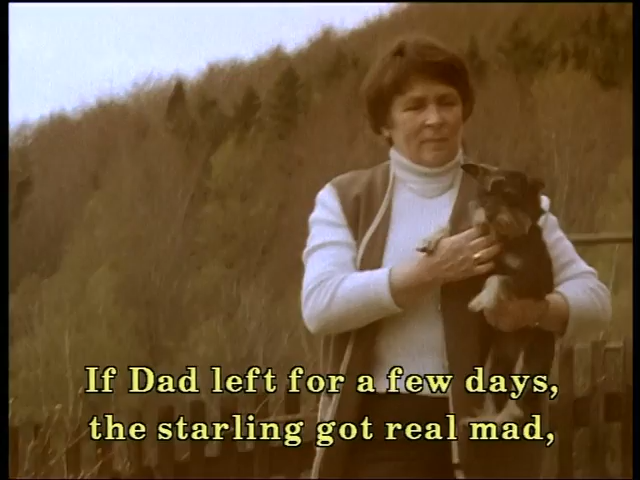 If Dad left for a few days,
the starling got real mad,